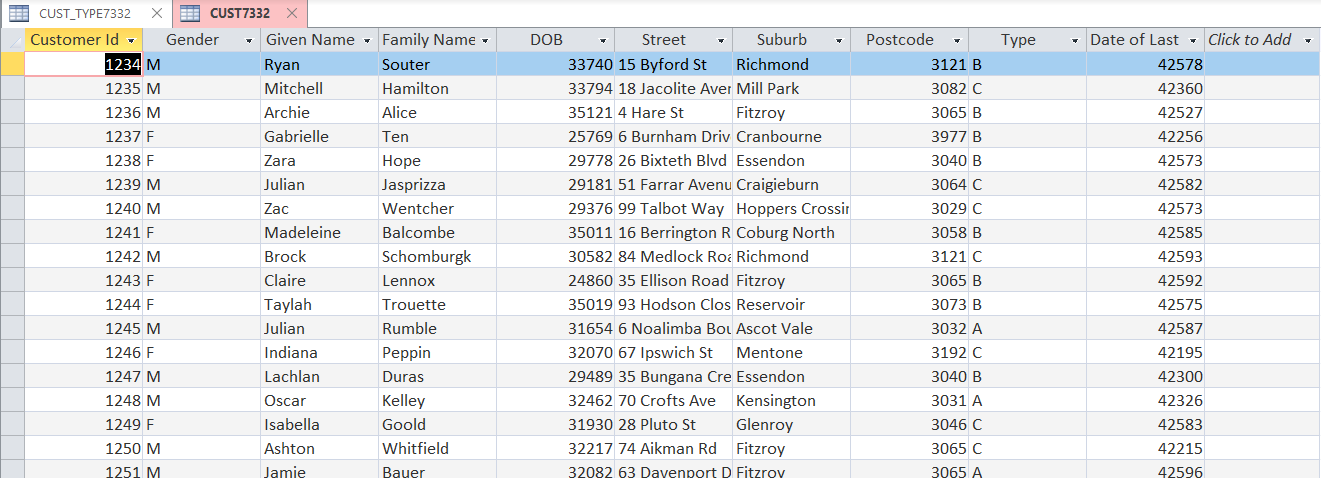 CUST_TYPE7332 CUST7332
Customer Id Gender Given Name Family Name DOB Street Suburb Postcode Type Date of Last Click to Add
1234 M Ryan Souter 33740 15 Byford St Richmond 3121 B 42578
1235 M Mitchell Hamilton 33794 18 Jacolite Aver Mill Park 3082 C 42360
1236 M Archie Alice 35121 4 Hare St Fitzroy 3065 B 42527
1237 F Gabrielle Ten 25769 6 Burnham Driv Cranbourne 3977 B 42256
1238 F Zara Hope 29778 26 Bixteth Blvd Essendon 3040 B 42573
1239 M Julian Jasprizza 29181 51 Farrar Avenu Craigieburn 3064 C 42582
1240 M Zac Wentcher 29376 99 Talbot Way Hoppers Crossin 3029 C 42573
1241 F Madeleine Balcombe 35011 16 Berrington R Coburg North 3058 B 42585
1242 M Brock Schomburgk 30582 84 Medlock Roa Richmond 3121 C 42593
1243 F Claire Lennox 24860 35 Ellison Road Fitzroy 3065 B 42592
1244 F Taylah Trouette 35019 93 Hodson Clos Reservoir 3073 B 42575
1245 M Julian Rumble 31654 6 Noalimba Bou Ascot Vale 3032 A 42587
1246 F Indiana Peppin 32070 67 Ipswich St Mentone 3192 C 42195
1247 M Lachlan Duras 29489 35 Bungana Cre Essendon 3040 B 42300
1248 M Oscar Kelley 32462 70 Crofts Ave Kensington 3031 A 42326
1249 F Isabella Goold 31930 28 Pluto St Glenroy 3046 C 42583
1250 M Ashton Whitfield 32217 74 Aikman Rd Fitzroy 3065 C 42215
1251 M Jamie Bauer 32082 63 Davenport D Fitzroy 3065 A 42596